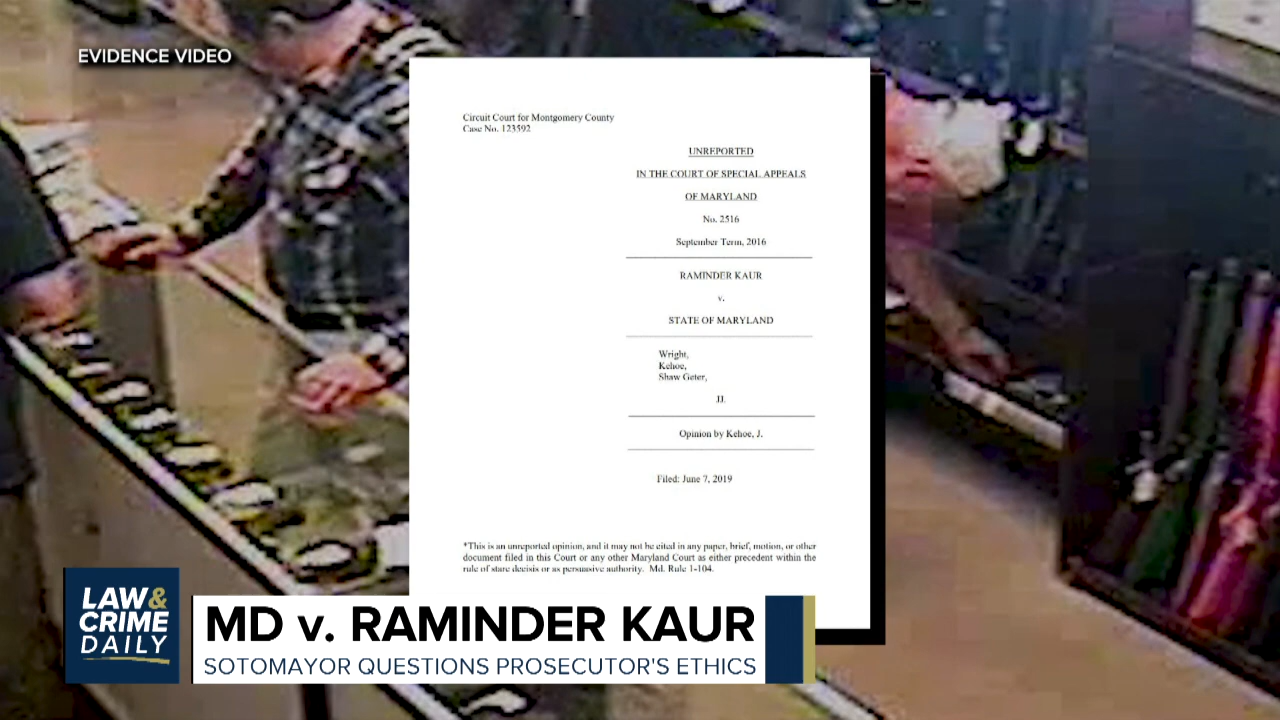 EVIDENCE VIDEO
Circuit Court for Montgomery County
Case No. 123592
UNREPORTED
IN THE COURT OF SPECIAL APPEALS
OF MARYLAND
No. 2516
September Term, 2016
RAMINDER KAUR
v.
STATE OF MARYLAND
Wright,
Kehoe,
Shaw Geter,
JJ.
Opinion by Kehoe, J.
Filed: June 7, 2019
*This is an unreported opinion, and it may not be cited in any paper, brief, motion, or other
document filed in this Court or any other Maryland Court as either precedent within the
rule of stare decisis or as persuasive authority. Md. Rule 1-104.
LAW&
CRIME
DAILY
MD v. RAMINDER KAUR
SOTOMAYOR QUESTIONS PROSECUTOR'S ETHICS